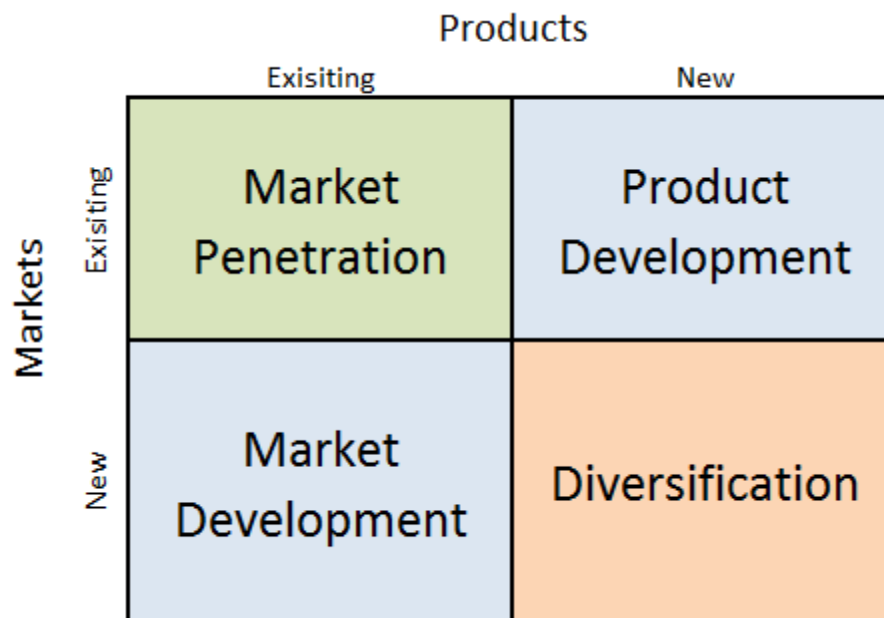 Products
Exisiting
New
Markets
Exisiting
Market
Penetration
Product
Development
New
Market
Development
Diversification